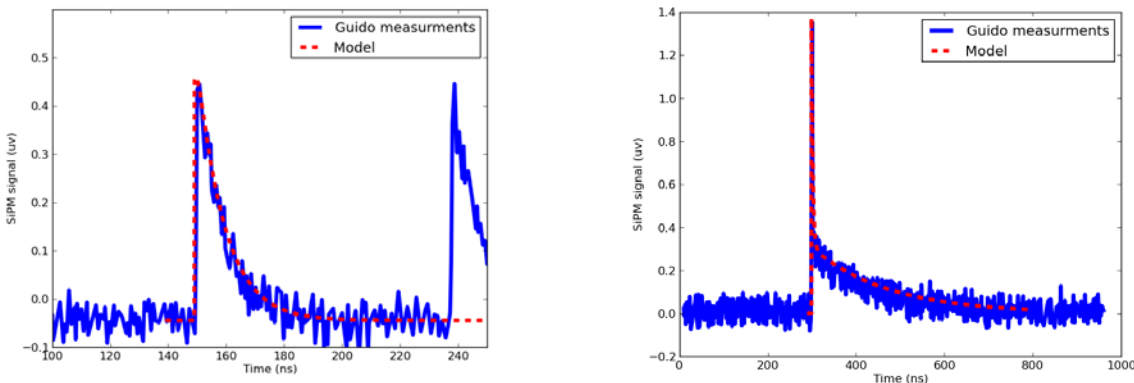 Guido measurments
Model
SiPM signal (uv)
0.5
0.4
0.3
0.2
0.1
0.0
−0.1
100 120 140 160 180 200 220 240
Time (ns)
Guido measurments
Model
SiPM signal (uv)
1.4
1.2
1.0
0.8
0.6
0.4
0.2
0.0
−0.2
0 200 400 600 800 1000
Time (ns)